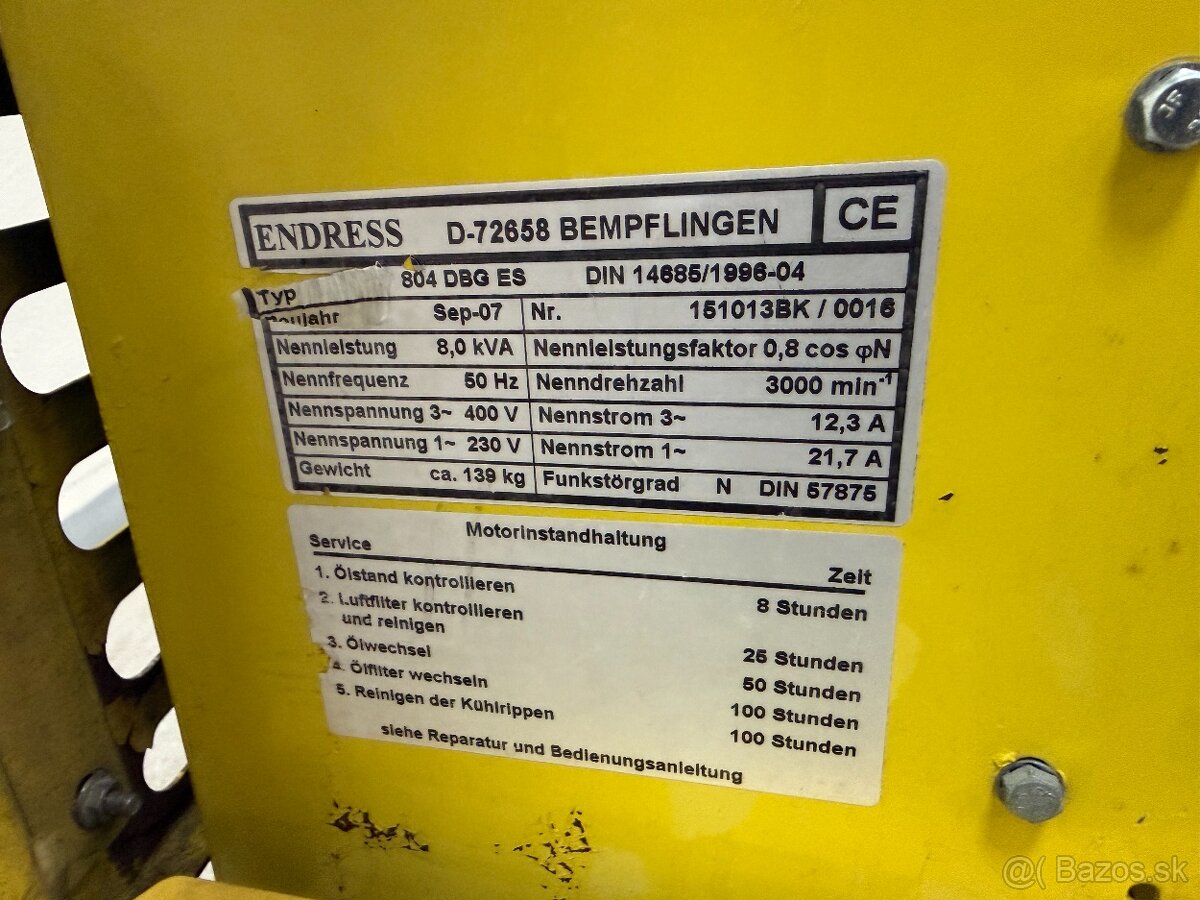 ENDRESS D-72658 BEMPFLINGEN CE
Typ 804 DBG ES DIN 14685/1996-04
Baujahr Sep-07 Nr. 151013BK / 0016
Nennleistung 8,0 kVA Nennleistungsfaktor 0,8 cos φN
Nennfrequenz 50 Hz Nenndrehzahl 3000 min⁻¹
Nennspannung 3~ 400 V Nennstrom 3~ 12,3 A
Nennspannung 1~ 230 V Nennstrom 1~ 21,7 A
Gewicht ca. 139 kg Funkstörgrad N DIN 57875
Motorinstandhaltung
Service Zeit
1. Ölstand kontrollieren 8 Stunden
2. Luftfilter kontrollieren
und reinigen 25 Stunden
3. Ölwechsel 50 Stunden
4. Ölfilter wechseln 100 Stunden
5. Reinigen der Kühlrippen 100 Stunden
siehe Reparatur und Bedienungsanleitung
@( Bazos.sk